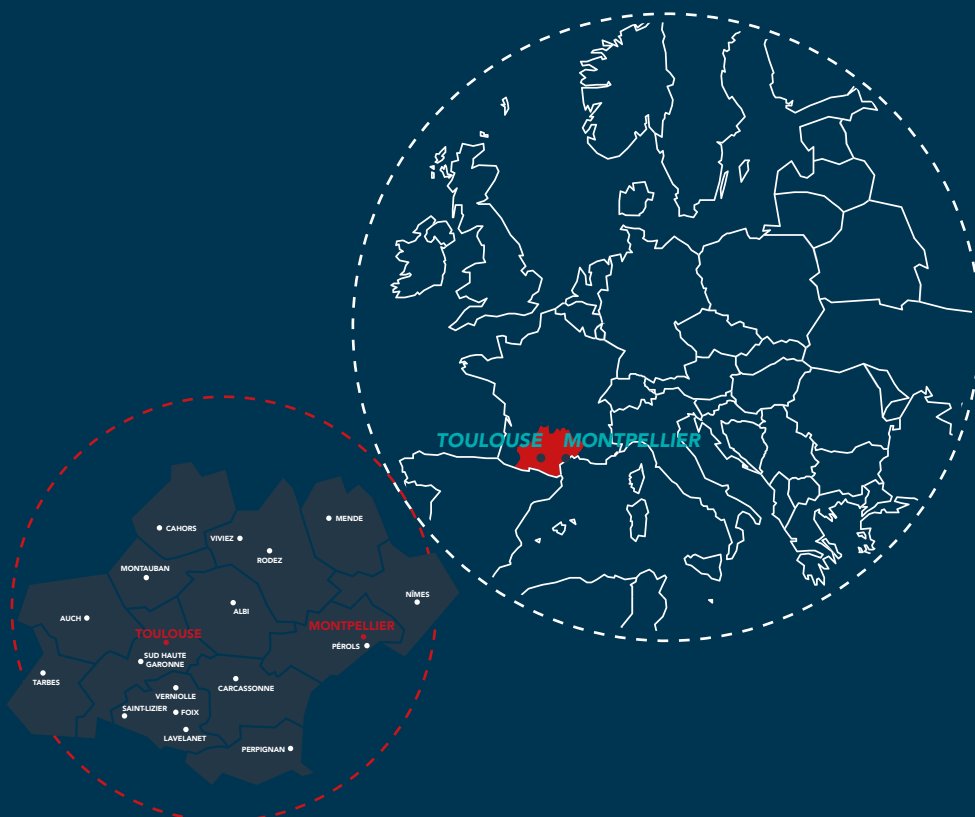 TOULOUSE MONTPELLIER
MENDE
CAHORS
VIVIEZ
RODEZ
MONTAUBAN
NÎMES
ALBI
AUCH
MONTPELLIER
TOULOUSE
PÉROLS
SUD HAUTE
GARONNE
TARBES
CARCASSONNE
VERNIOLLE
SAINT-LIZIER
FOIX
LAVELANET
PERPIGNAN